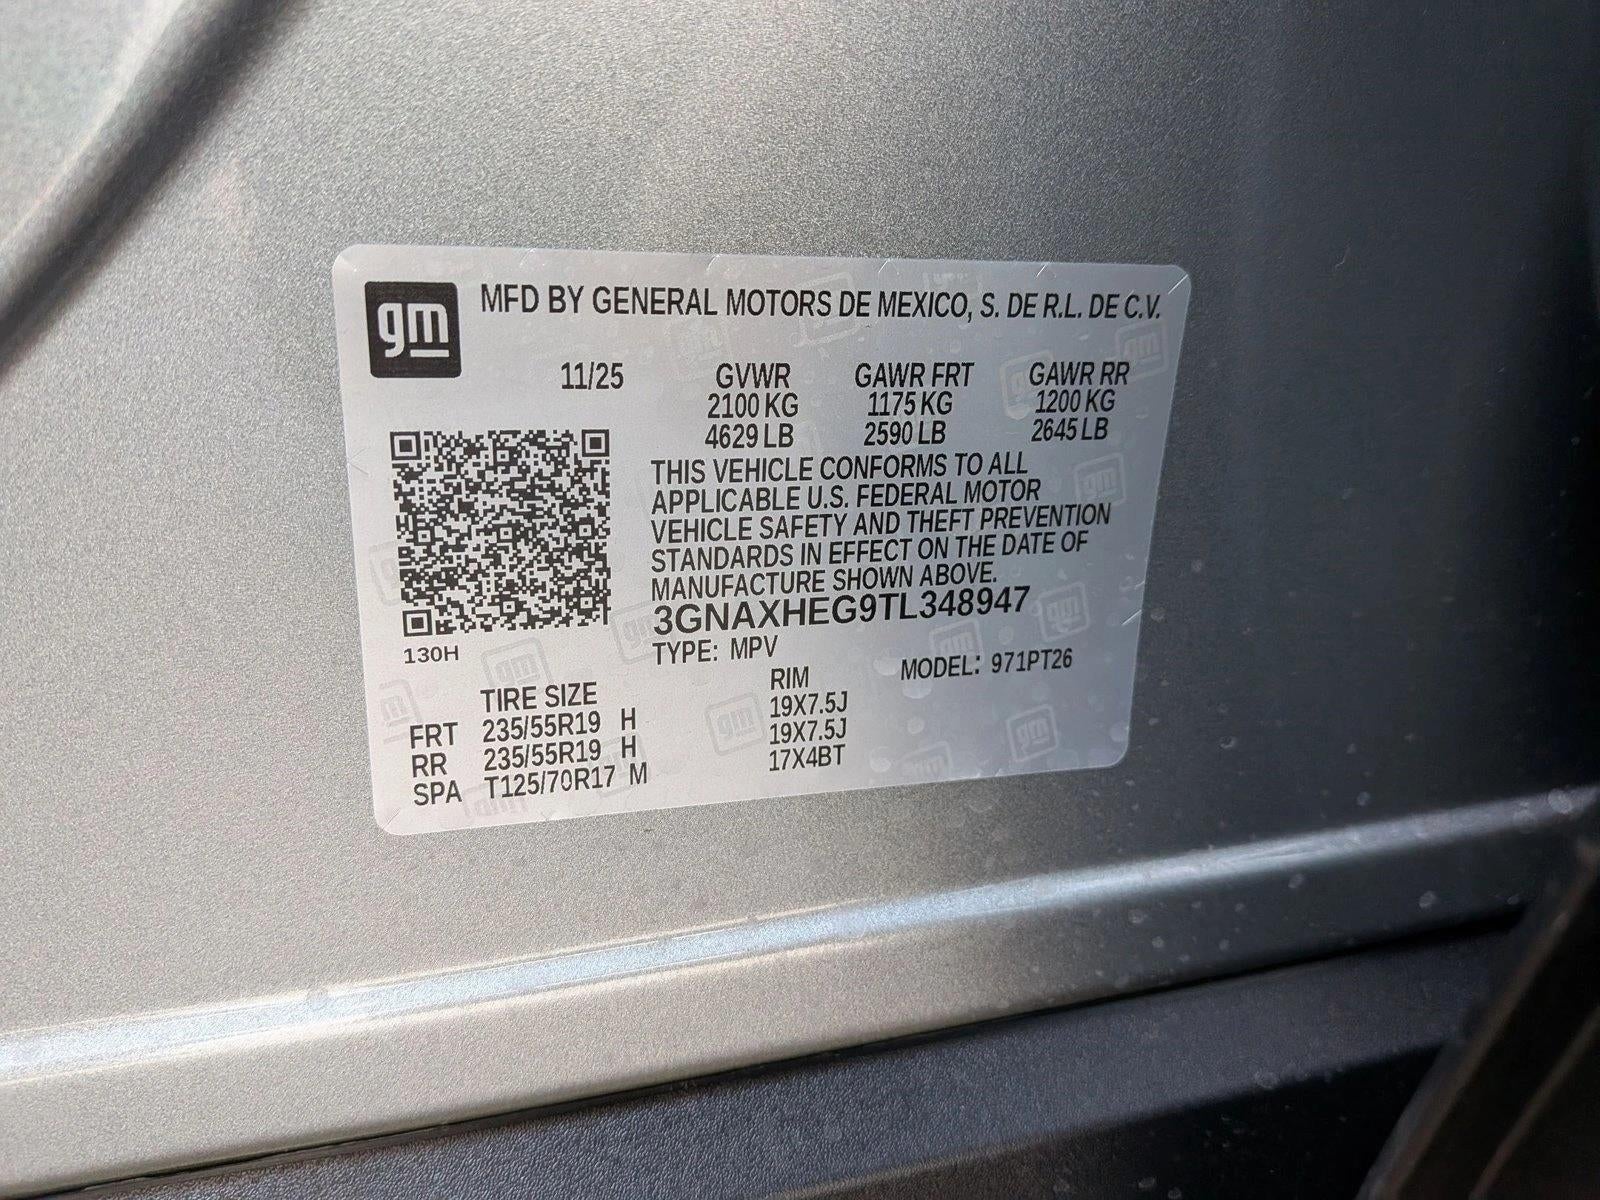 gm MFD BY GENERAL MOTORS DE MEXICO, S. DE R.L. DE C.V.
11/25 GVWR GAWR FRT GAWR RR
2100 KG 1175 KG 1200 KG
4629 LB 2590 LB 2645 LB
THIS VEHICLE CONFORMS TO ALL
APPLICABLE U.S. FEDERAL MOTOR
VEHICLE SAFETY AND THEFT PREVENTION
STANDARDS IN EFFECT ON THE DATE OF
MANUFACTURE SHOWN ABOVE.
3GNAXHEG9TL348947
130H
TYPE: MPV MODEL: 971PT26
TIRE SIZE RIM
FRT 235/55R19 H 19X7.5J
RR 235/55R19 H 19X7.5J
SPA T125/70R17 M 17X4BT